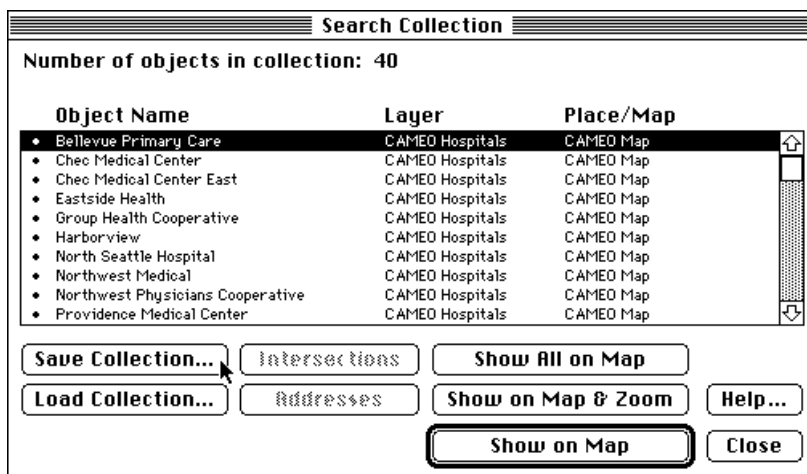 Search Collection
Number of objects in collection: 40
Object Name Layer Place/Map
• Bellevue Primary Care CAMEO Hospitals CAMEO Map
• Chec Medical Center CAMEO Hospitals CAMEO Map
• Chec Medical Center East CAMEO Hospitals CAMEO Map
• Eastside Health CAMEO Hospitals CAMEO Map
• Group Health Cooperative CAMEO Hospitals CAMEO Map
• Harborview CAMEO Hospitals CAMEO Map
• North Seattle Hospital CAMEO Hospitals CAMEO Map
• Northwest Medical CAMEO Hospitals CAMEO Map
• Northwest Physicians Cooperative CAMEO Hospitals CAMEO Map
• Providence Medical Center CAMEO Hospitals CAMEO Map
Save Collection... Intersections Show All on Map
Load Collection... Addresses Show on Map & Zoom Help...
Show on Map Close